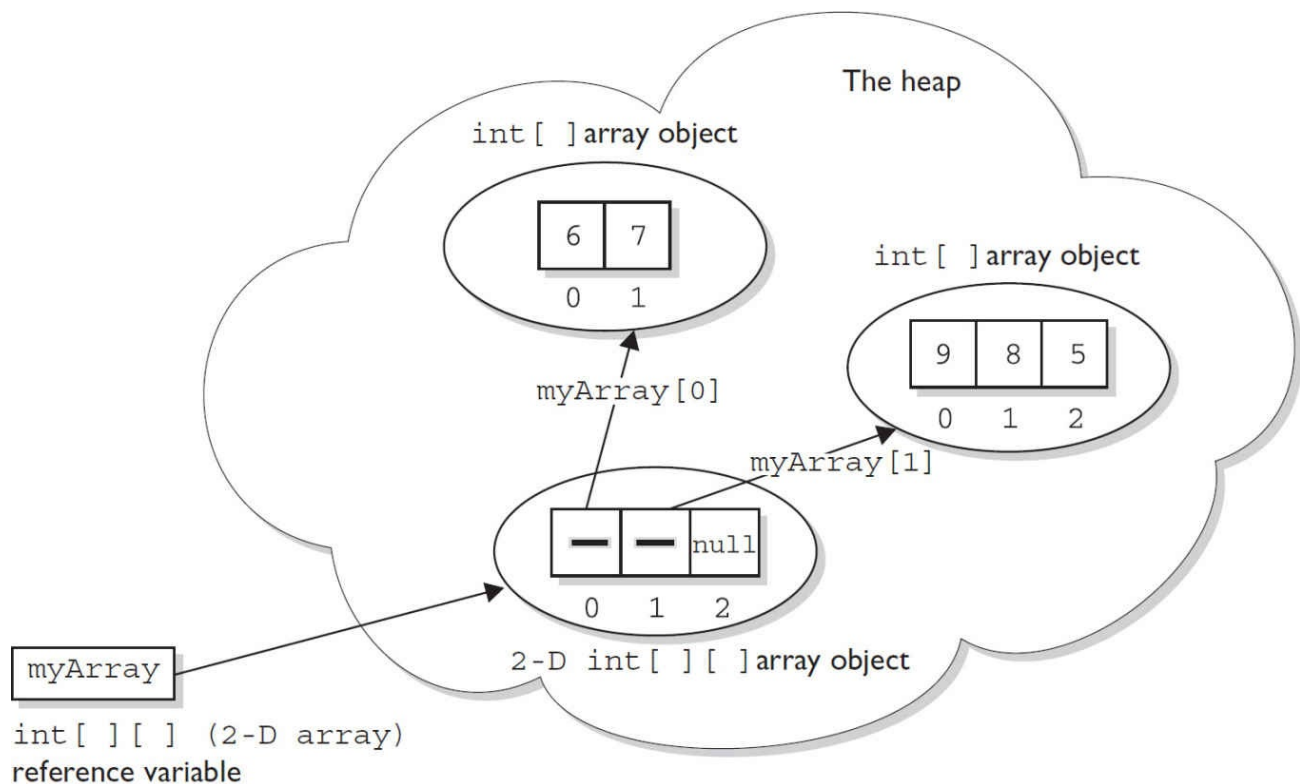 The heap
int[ ] array object
6 7
0 1
int[ ] array object
9 8 5
0 1 2
myArray[0]
myArray[1]
null
0 1 2
2-D int[ ][ ] array object
myArray
int[ ][ ] (2-D array)
reference variable